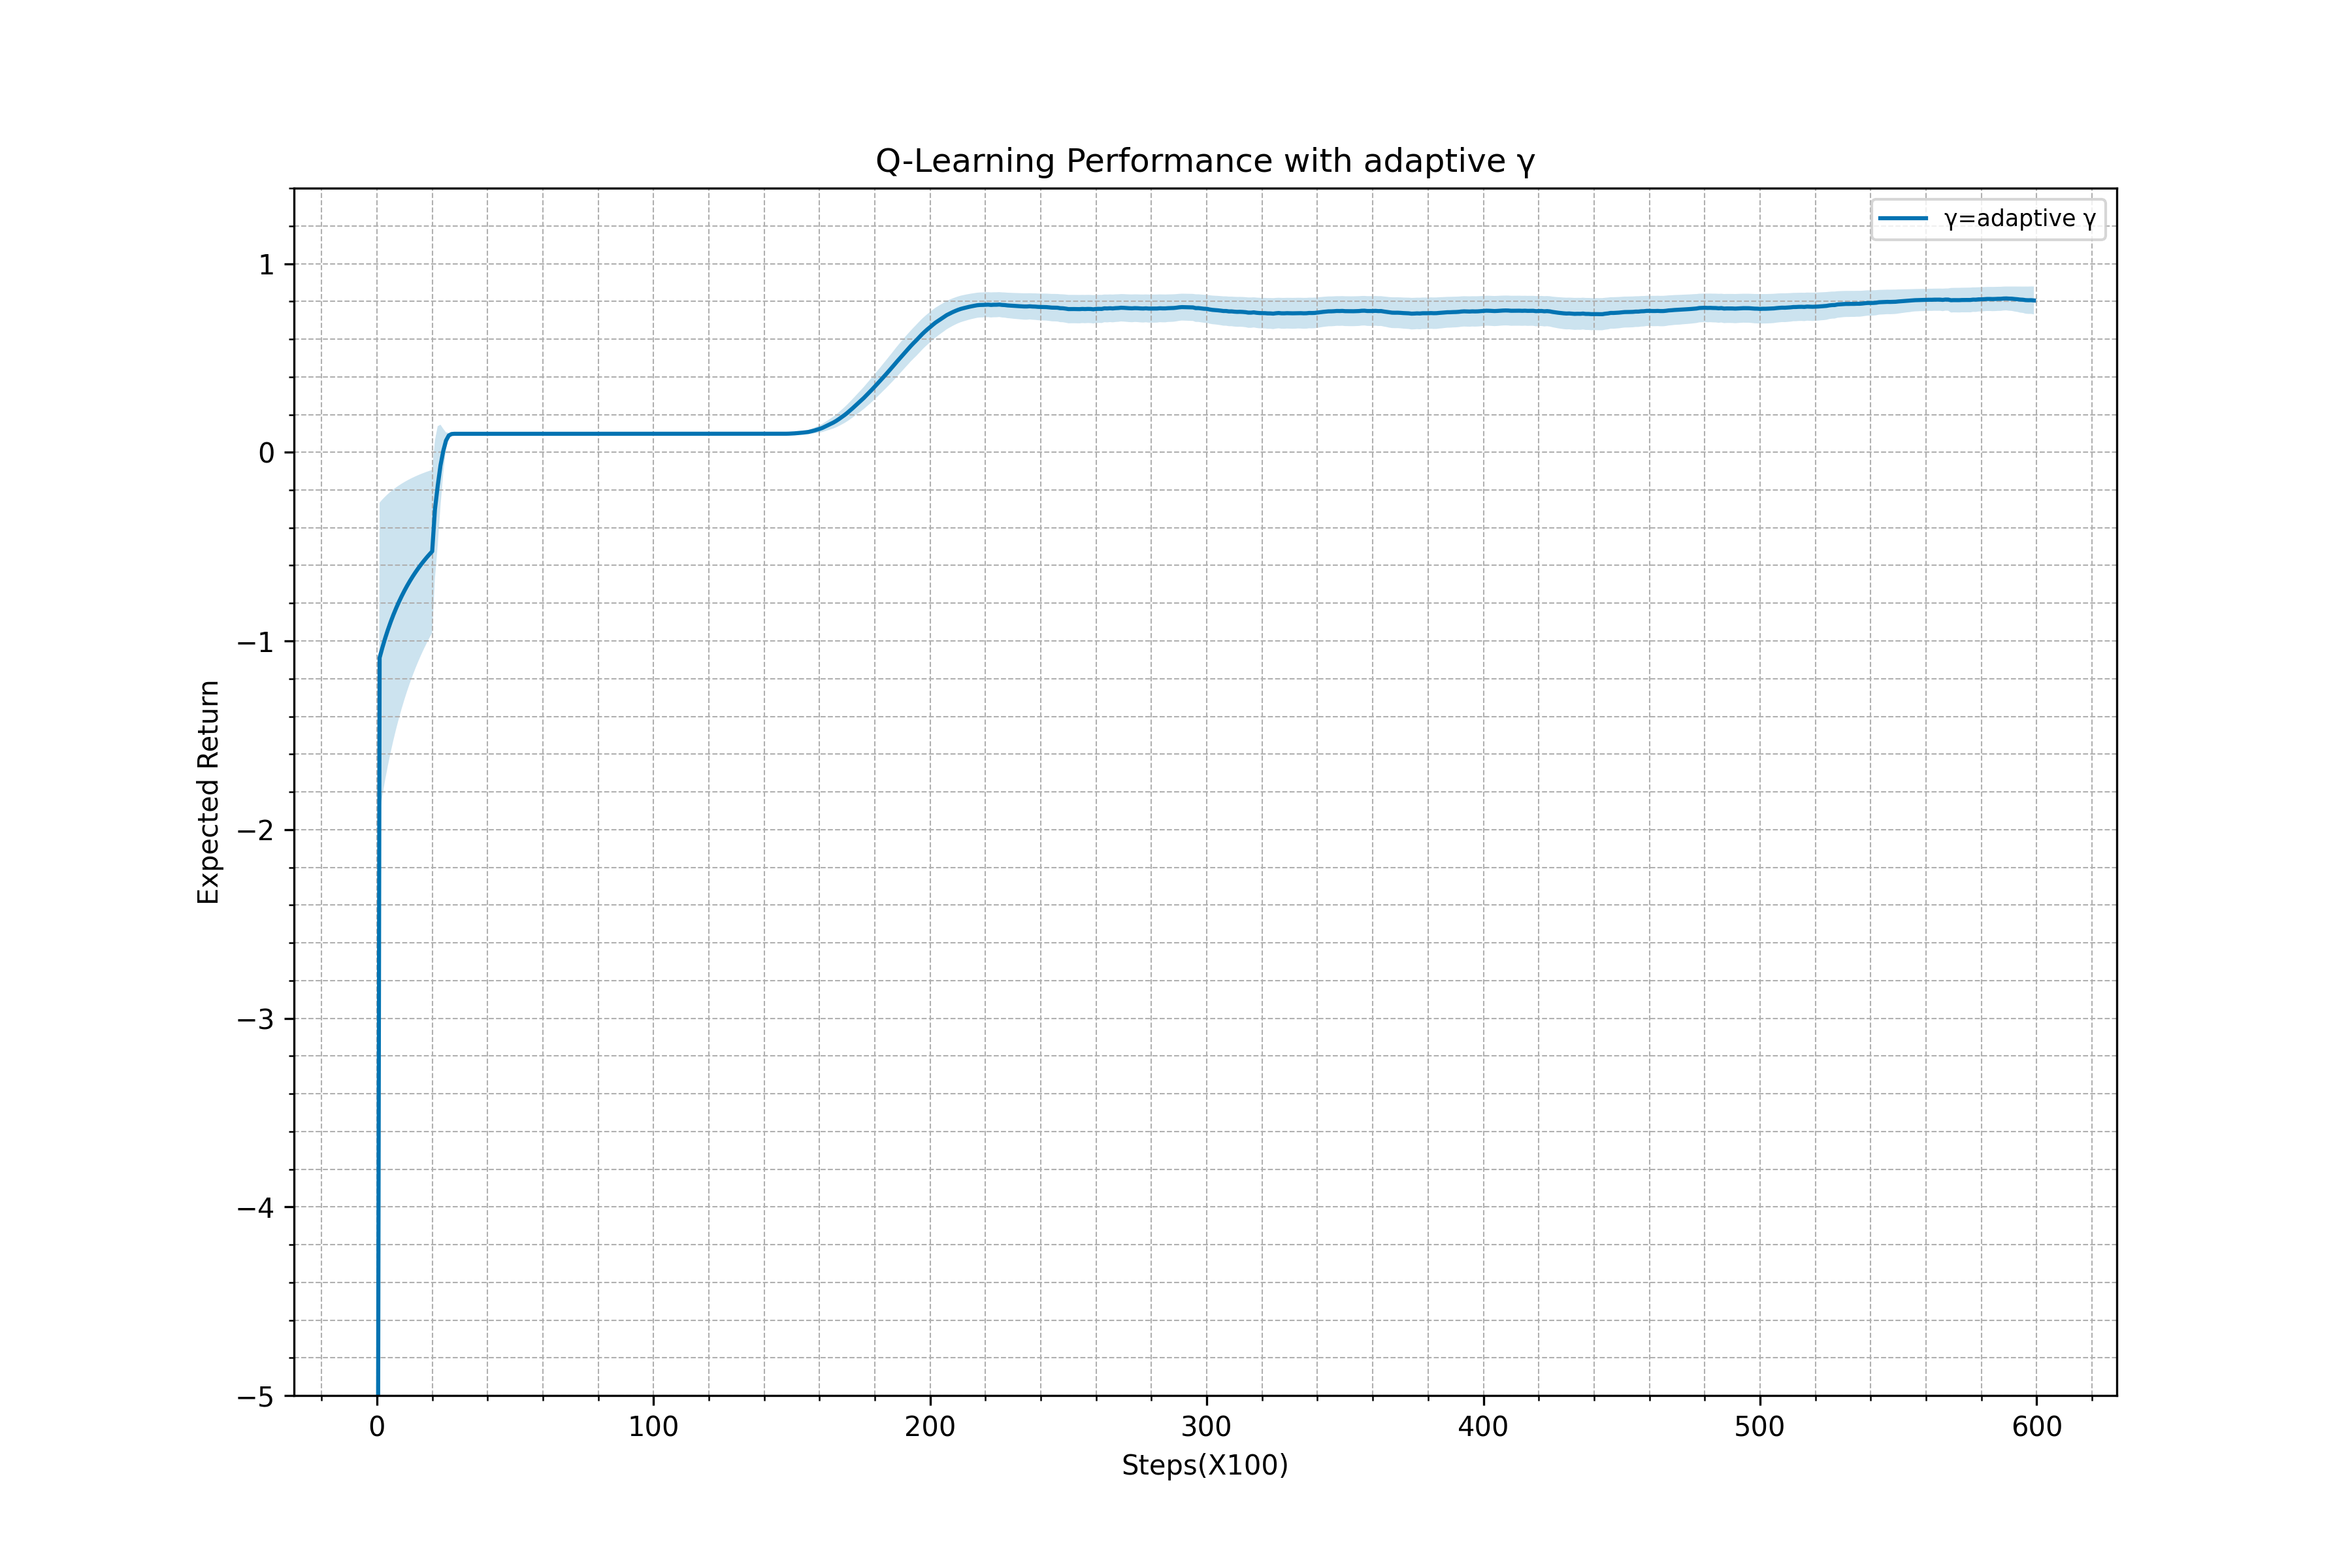 Q-Learning Performance with adaptive γ
γ=adaptive γ
1
0
−1
−2
−3
−4
−5
Expected Return
0 100 200 300 400 500 600
Steps(X100)